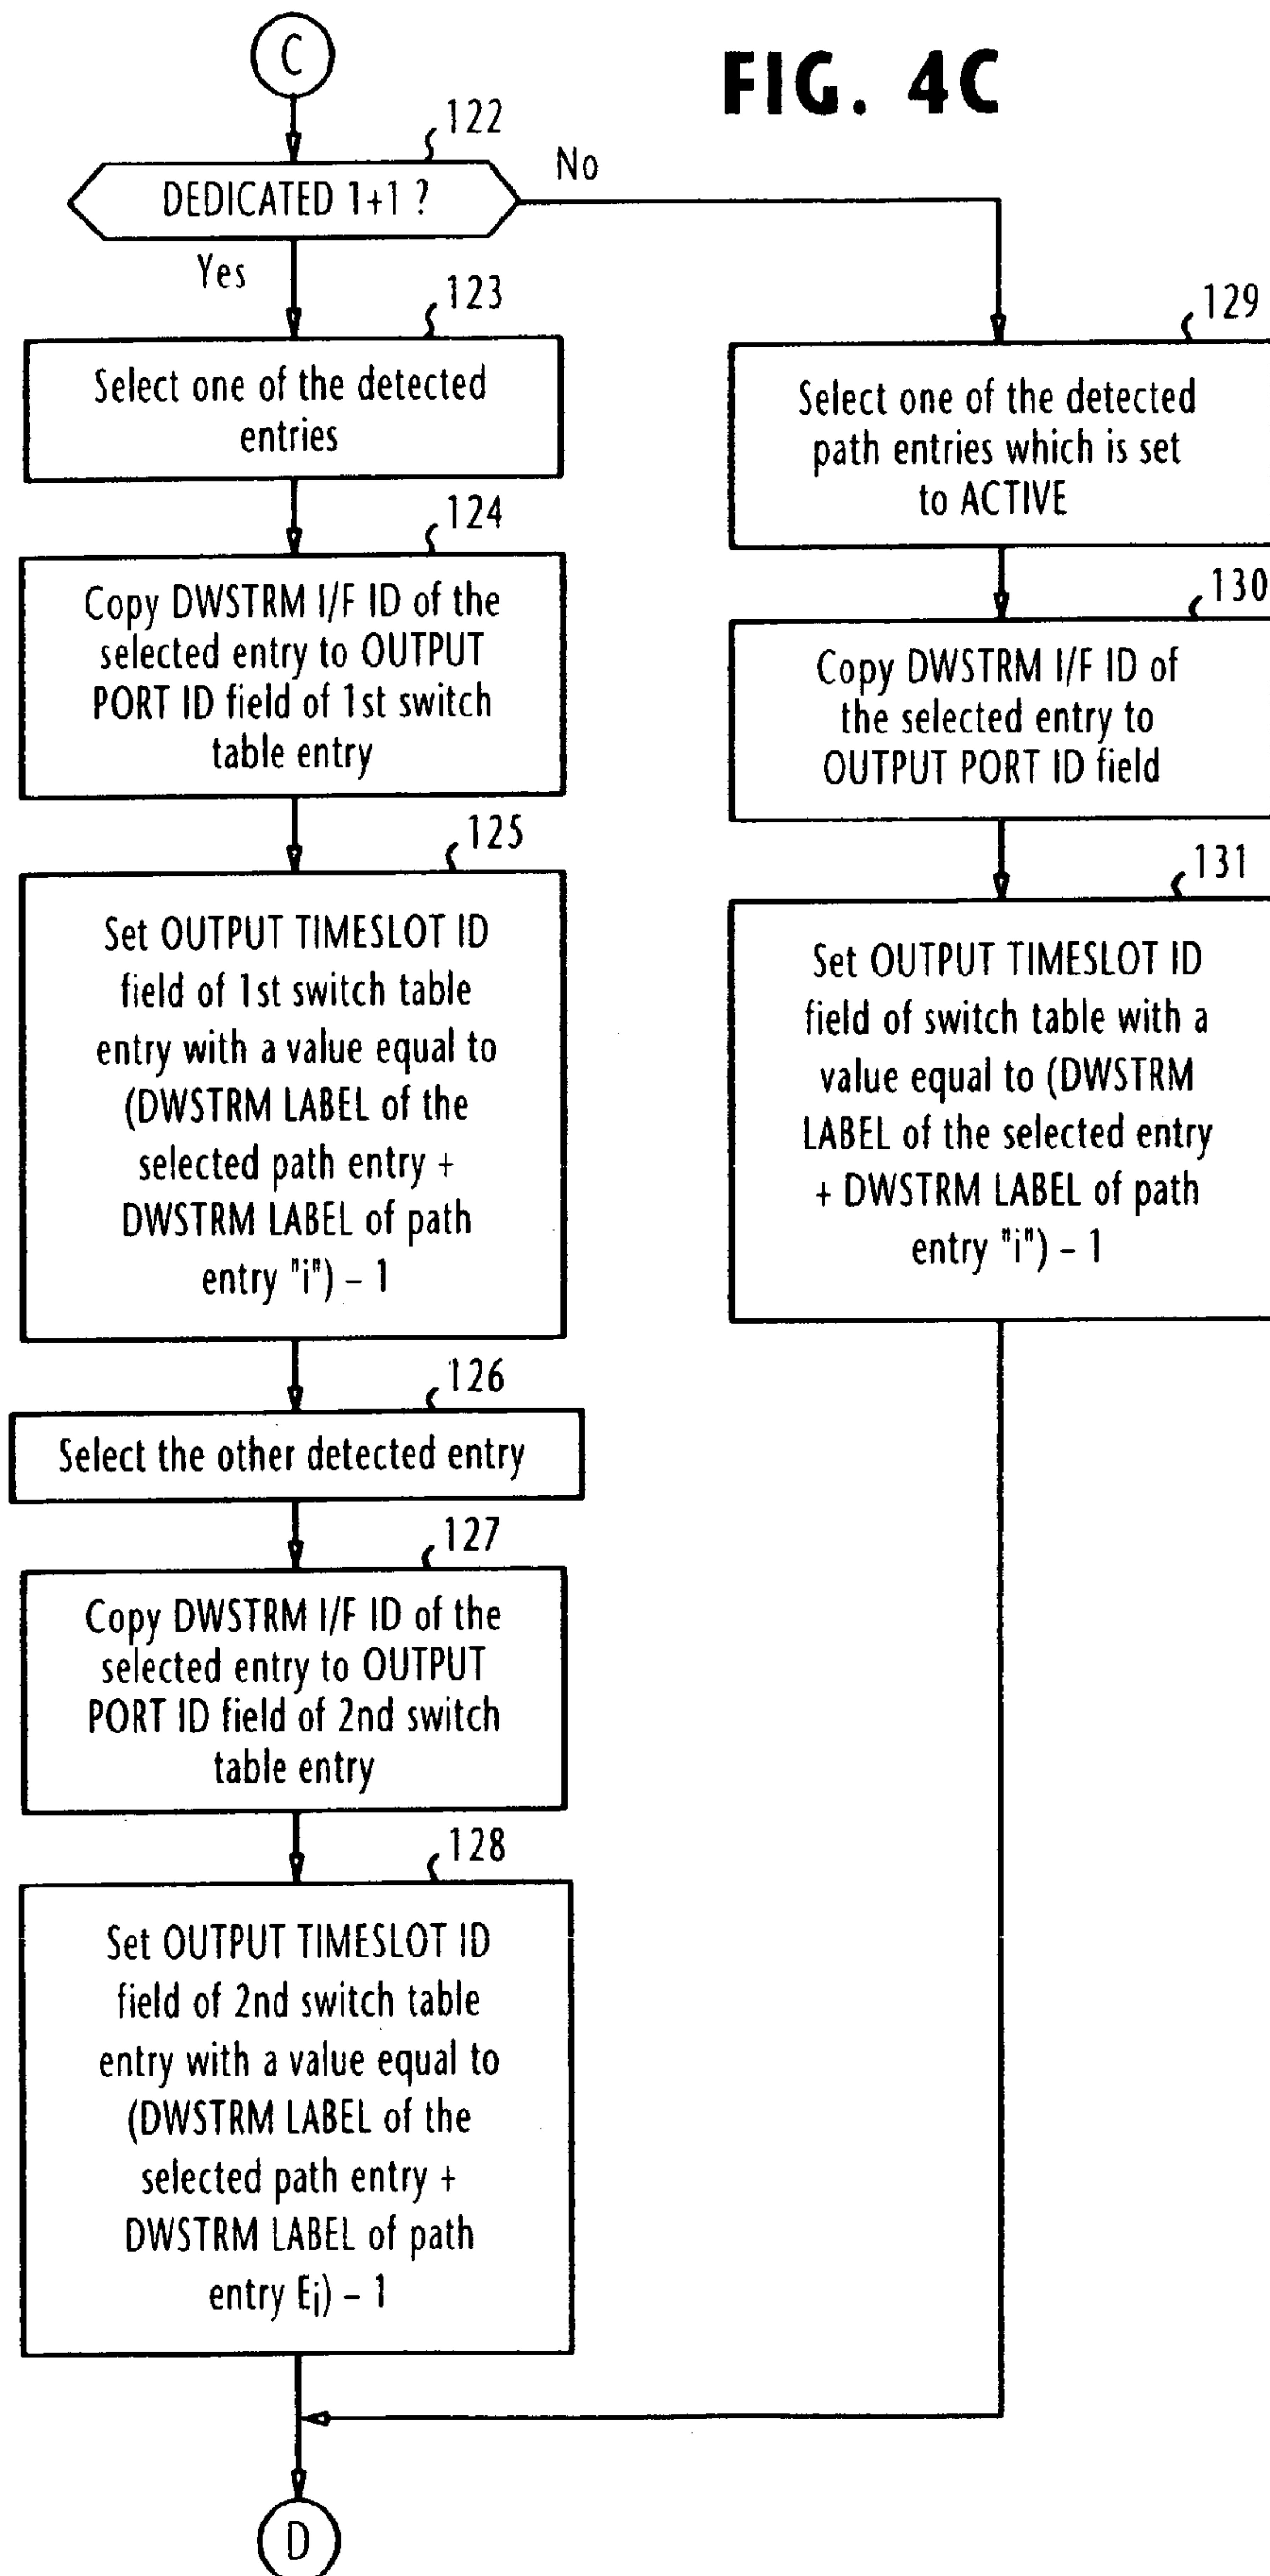 C
FIG. 4C
122
DEDICATED 1+1 ?
No
Yes
123
Select one of the detected
entries
124
Copy DWSTRM I/F ID of the
selected entry to OUTPUT
PORT ID field of 1st switch
table entry
125
Set OUTPUT TIMESLOT ID
field of 1st switch table
entry with a value equal to
(DWSTRM LABEL of the
selected path entry +
DWSTRM LABEL of path
entry "i") – 1
126
Select the other detected entry
127
Copy DWSTRM I/F ID of the
selected entry to OUTPUT
PORT ID field of 2nd switch
table entry
128
Set OUTPUT TIMESLOT ID
field of 2nd switch table
entry with a value equal to
(DWSTRM LABEL of the
selected path entry +
DWSTRM LABEL of path
entry Ei) – 1
129
Select one of the detected
path entries which is set
to ACTIVE
130
Copy DWSTRM I/F ID of
the selected entry to
OUTPUT PORT ID field
131
Set OUTPUT TIMESLOT ID
field of switch table with a
value equal to (DWSTRM
LABEL of the selected entry
+ DWSTRM LABEL of path
entry "i") – 1
D